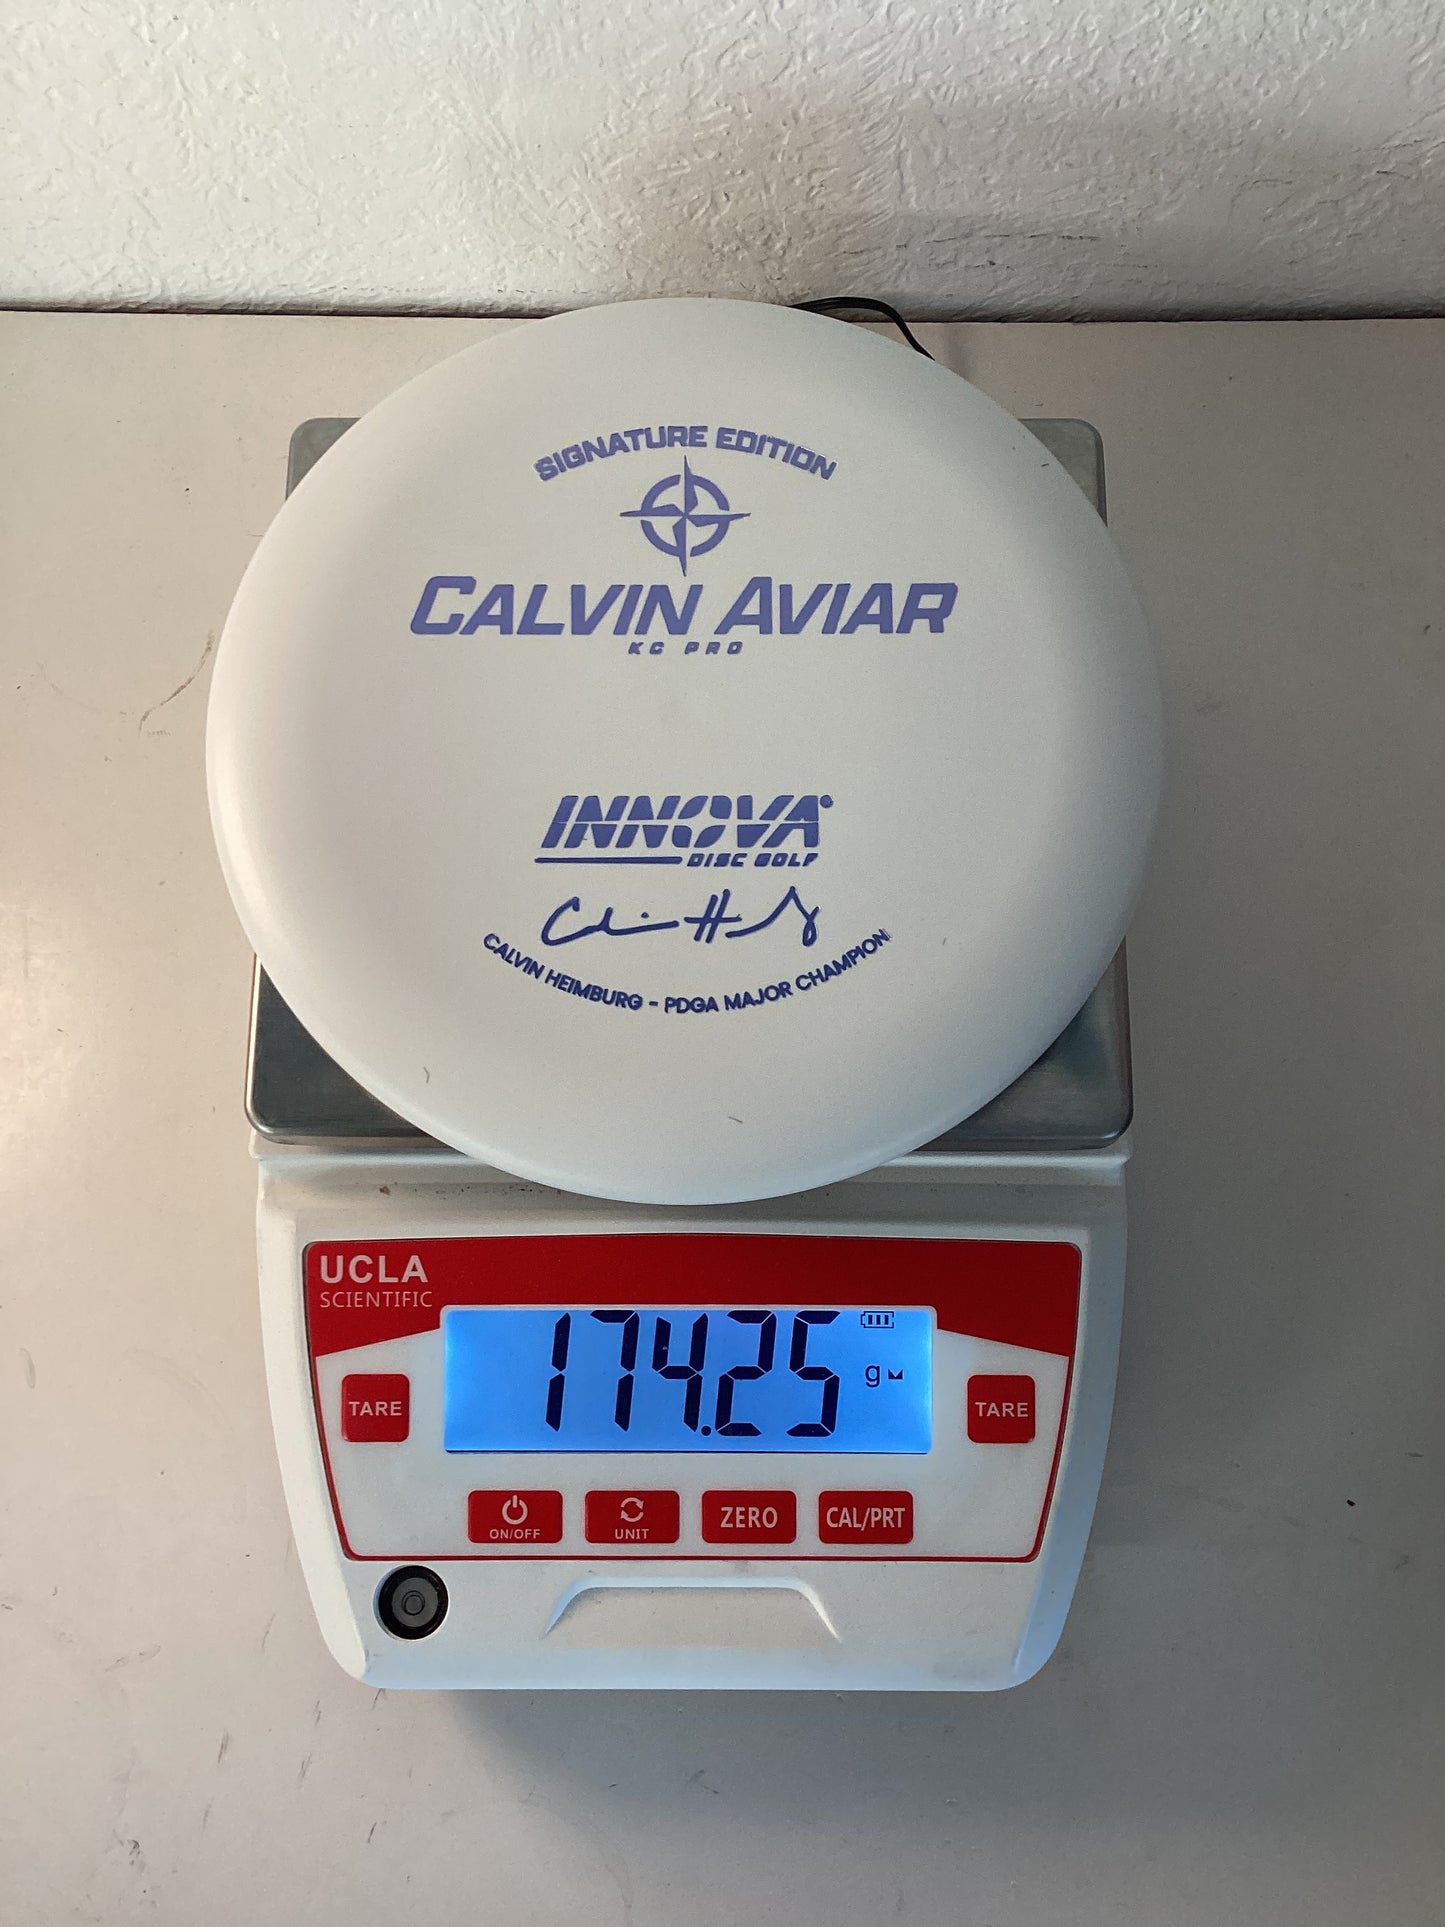 SIGNATURE EDITION
CALVIN AVIAR
KC PRO
INNOVA®
DISC GOLF
CALVIN HEIMBURG - PDGA MAJOR CHAMPION
UCLA
SCIENTIFIC
174.25 g
TARE
TARE
ON/OFF
UNIT
ZERO
CAL/PRT